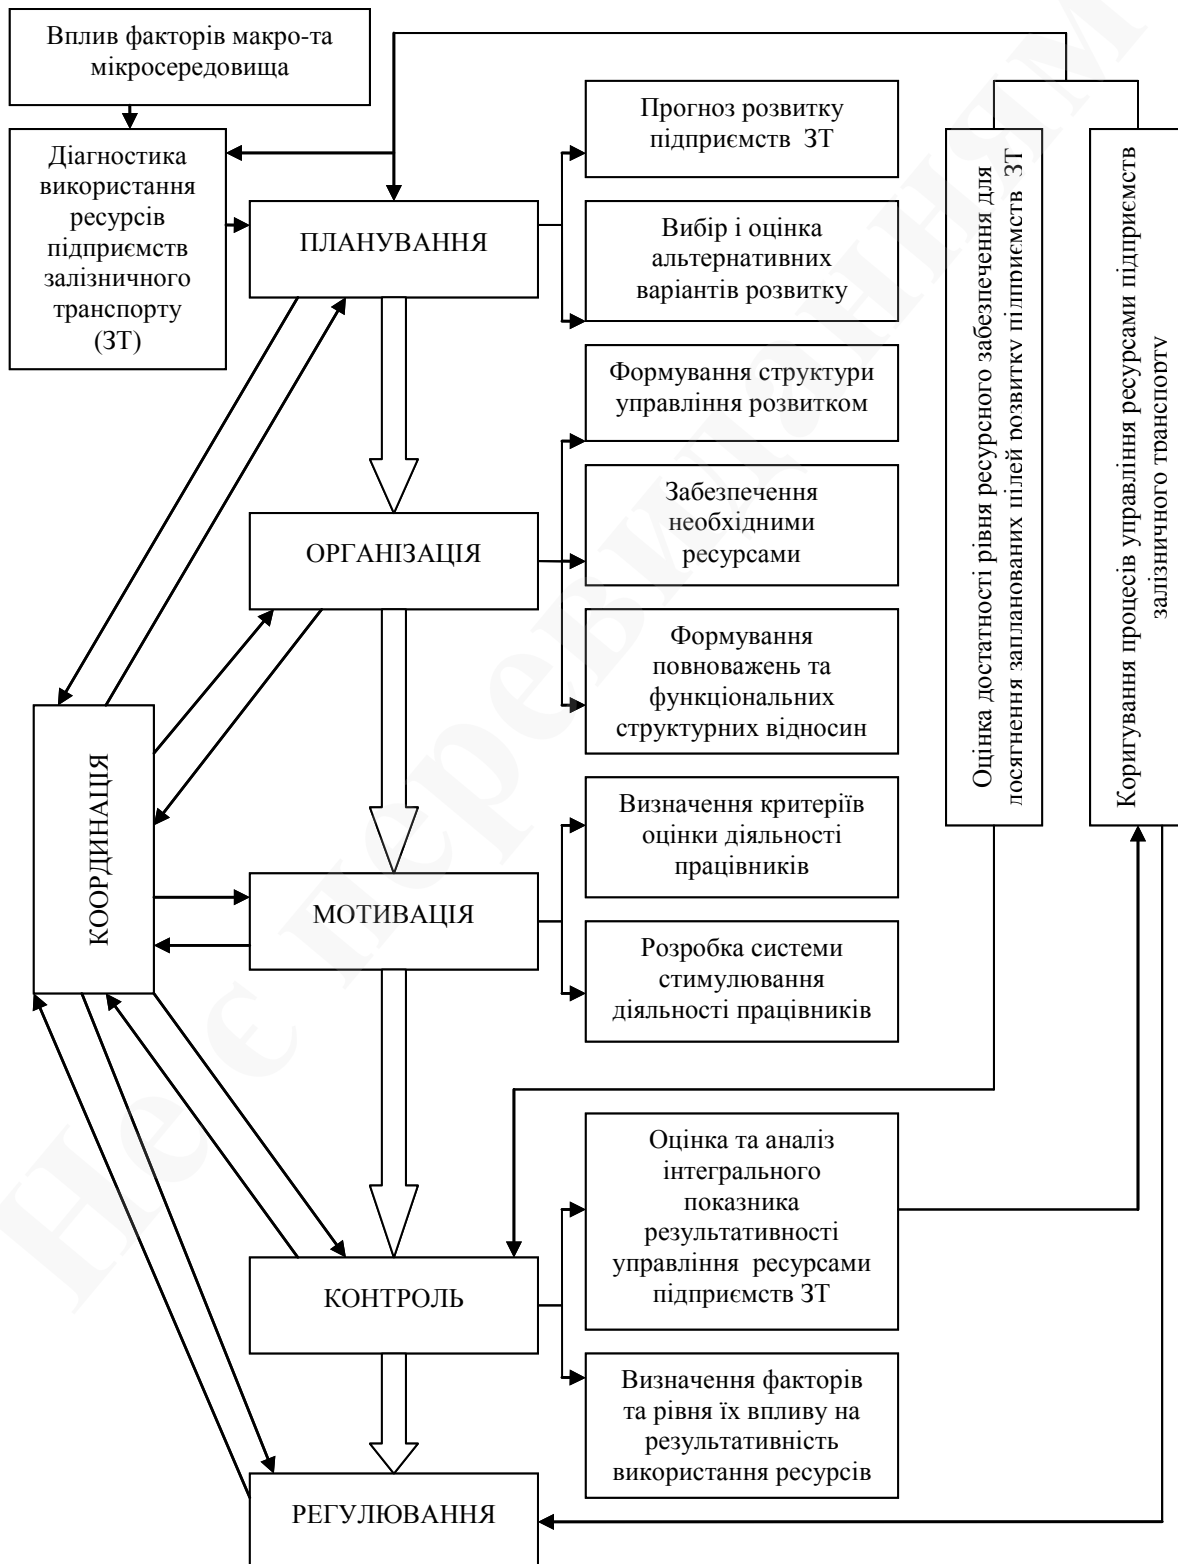 Вплив факторів макро-та
мікросередовища
Діагностика
використання
ресурсів
підприємств
залізничного
транспорту
(ЗТ)
ПЛАНУВАННЯ
Прогноз розвитку
підприємств ЗТ
Вибір і оцінка
альтернативних
варіантів розвитку
Формування структури
управління розвитком
ОРГАНІЗАЦІЯ
Забезпечення
необхідними
ресурсами
Формування
повноважень та
функціональних
структурних відносин
КООРДИНАЦІЯ
Визначення критеріїв
оцінки діяльності
працівників
МОТИВАЦІЯ
Розробка системи
стимулювання
діяльності працівників
Оцінка та аналіз
інтегрального
показника
результативності
управління ресурсами
підприємств ЗТ
КОНТРОЛЬ
Визначення факторів
та рівня їх впливу на
результативність
використання ресурсів
РЕГУЛЮВАННЯ
Оцінка достатності рівня ресурсного забезпечення для
досягнення запланованих цілей розвитку підприємств ЗТ
Коригування процесів управління ресурсами підприємств
залізничного транспорту
Не є перевиданням